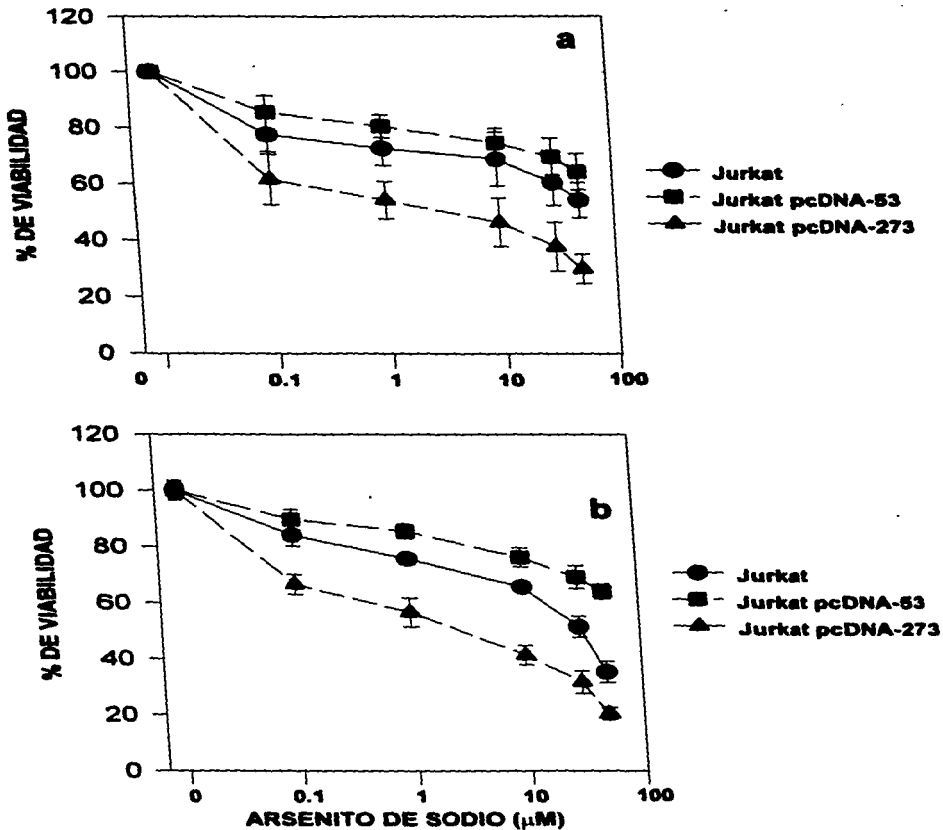 120
100
80
60
40
20
0
% DE VIABILIDAD
a
0 0.1 1 10 100
Jurkat
Jurkat pcDNA-53
Jurkat pcDNA-273
120
100
80
60
40
20
0
% DE VIABILIDAD
b
0 0.1 1 10 100
ARSENITO DE SODIO (μM)
Jurkat
Jurkat pcDNA-53
Jurkat pcDNA-273